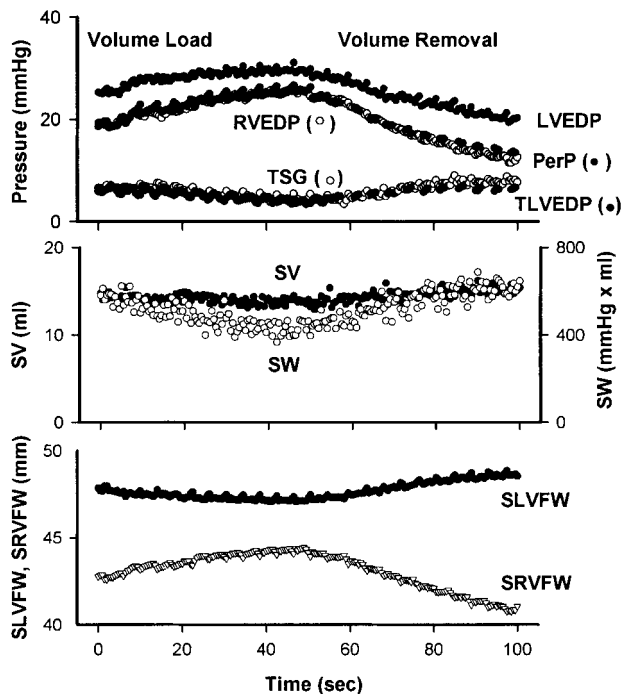 40
Volume Load Volume Removal
Pressure (mmHg)
20
0
RVEDP (○)
LVEDP
PerP (●)
TSG (○)
TLVEDP (●)
20 800
SV (ml)
SV
10 400
SW
SW (mmHg x ml)
0 0
50
SLVFW, SRVFW (mm)
SLVFW
45
SRVFW
40
0 20 40 60 80 100
Time (sec)